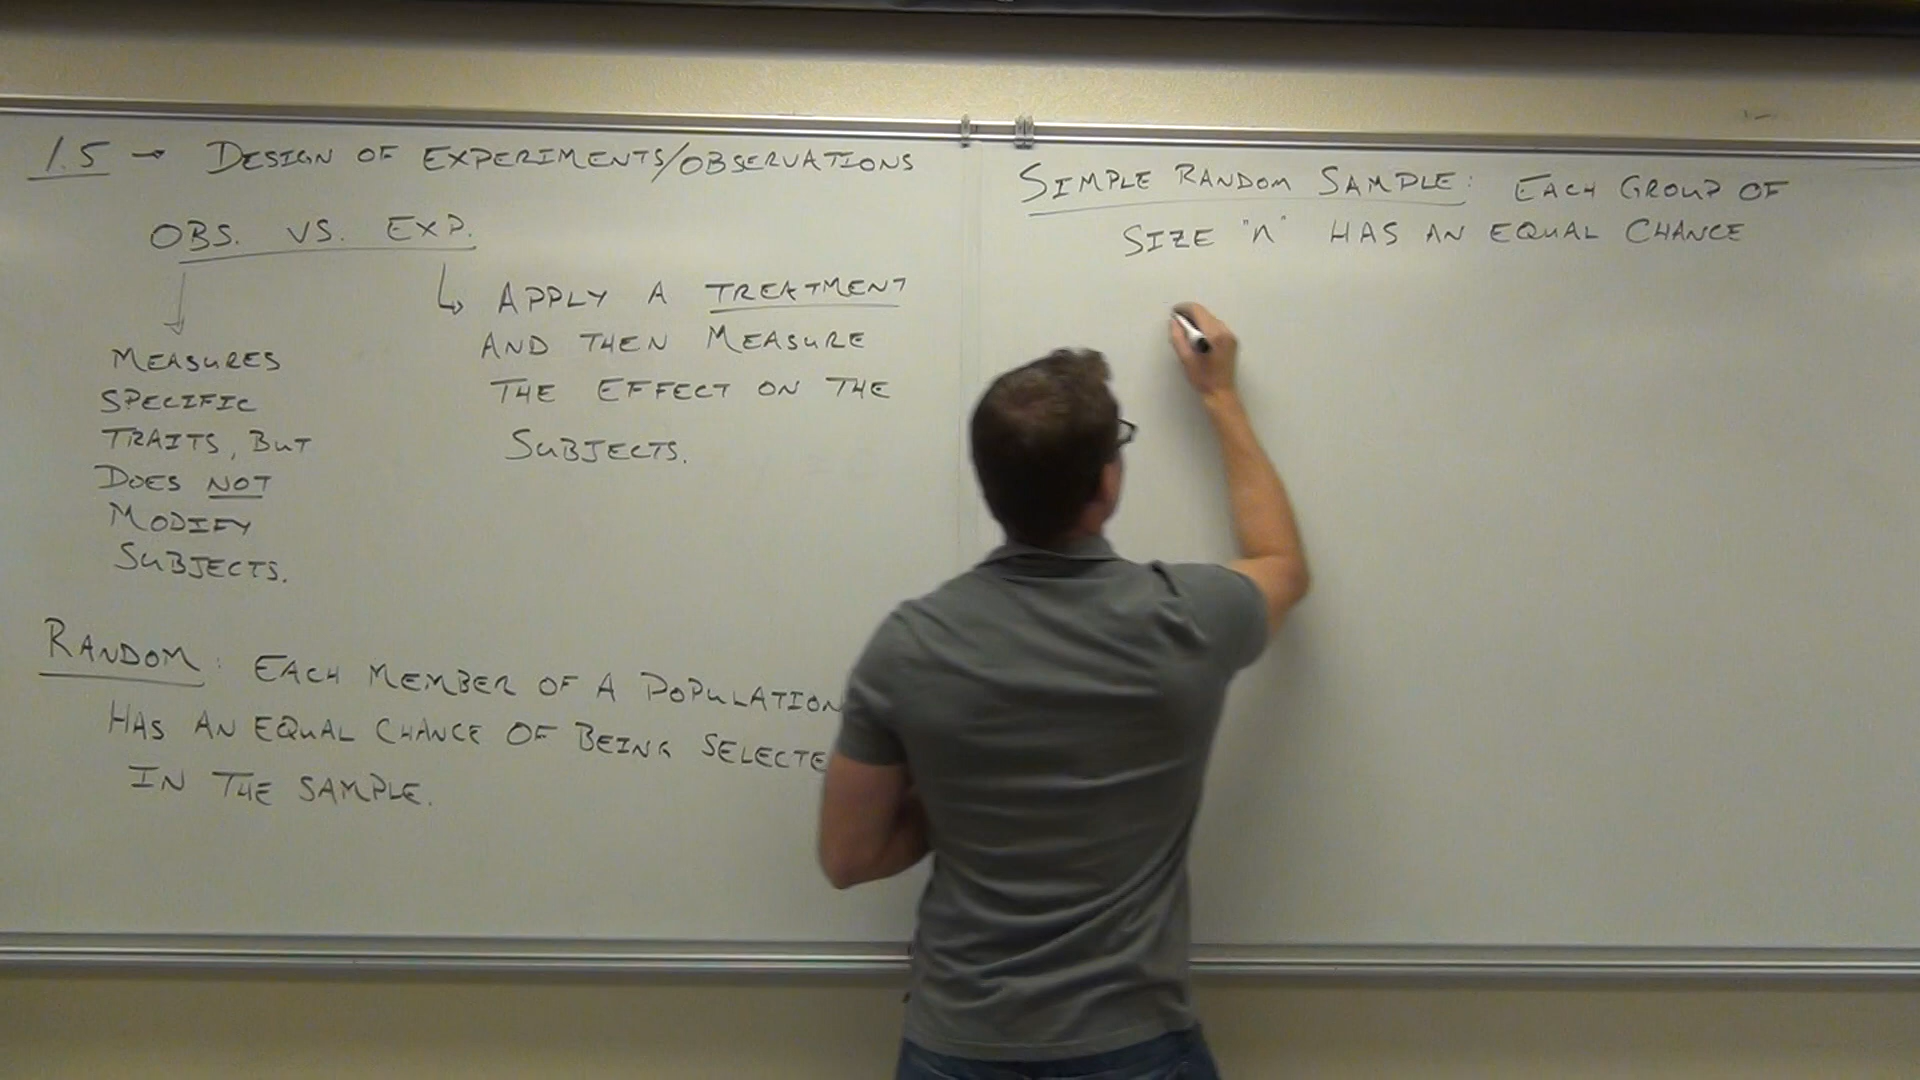 1.5 → DESIGN OF EXPERIMENTS/OBSERVATIONS
OBS. VS. EXP.
MEASURES
SPECIFIC
TRAITS, BUT
DOES NOT
MODIFY
SUBJECTS.
APPLY A TREATMENT
AND THEN MEASURE
THE EFFECT ON THE
SUBJECTS.
RANDOM: EACH MEMBER OF A POPULATION
HAS AN EQUAL CHANCE OF BEING SELECTE
IN THE SAMPLE.
SIMPLE RANDOM SAMPLE: EACH GROUP OF
SIZE "n" HAS AN EQUAL CHANCE